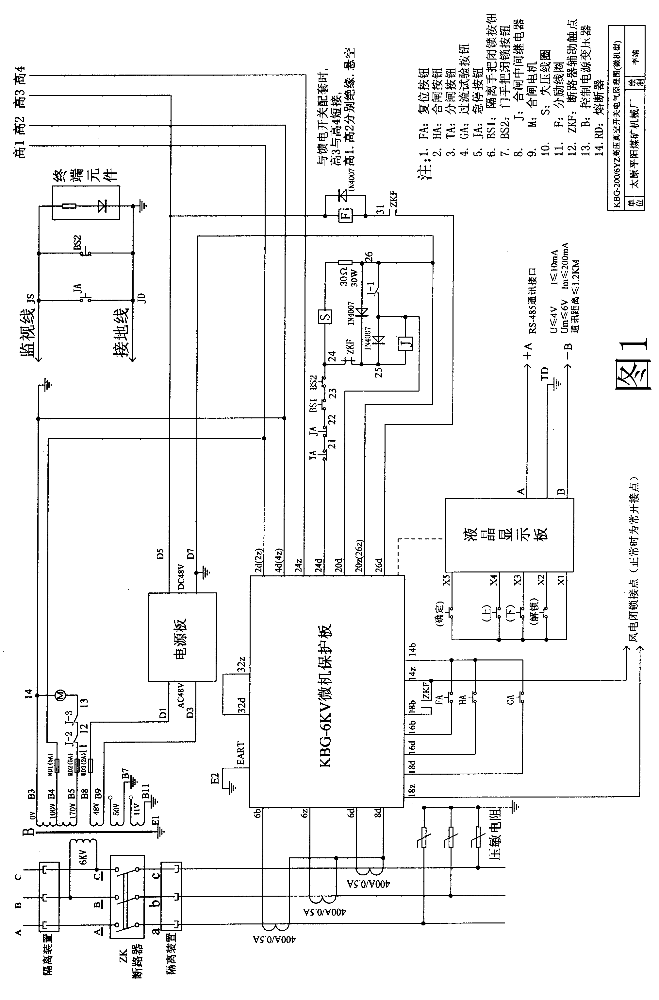 高1 高2 高3 高4
终端元件
监视线
JS
JA
BS2
接地线
JD
与馈电开关配套时,
高3与高4短接,
高1.高2分别绝缘.悬空
注:
1. FA: 复位按钮
2. HA: 合闸按钮
3. TA: 分闸按钮
4. GA: 过流试验按钮
5. JA: 急停按钮
6. BS1: 隔离手把闭锁按钮
7. BS2: 门手把闭锁按钮
8. J: 合闸中间继电器
9. M: 合闸电机
10. S: 失压线圈
11. F: 分励线圈
12. ZKF: 断路器辅助触点
13. B: 控制电源变压器
14. RD: 熔断器
KBG-200/6YZ高压真空开关电气原理图(微机型)
单位
太原平阳煤矿机械厂
绘制
李靖
图1
A
B
C
隔离装置
A
B
C
ZK
断路器
a
b
c
隔离装置
6KV
B
E1
0V
B3
100V
B4
170V
B5
B8
48V
B9
50V
B7
11V
B11
RD1(5A)
RD2(5A)
RD3(2A)
11
J-2
12
J-3
13
M
14
D1
AC48V
D3
电源板
D5
DC48V
D7
E2
EART
32d
32z
KBG-6KV微机保护板
2d(2z)
4d(4z)
24z
24d
20d
20z(26z)
26d
TA
21
JA
22
BS1
23
BS2
24
ZKF
25
S
30Ω
30W
26
IN4007
IN4007
J-1
J
F
IN4007
31
ZKF
6b
6z
6d
8d
400A/0.5A
400A/0.5A
400A/0.5A
压敏电阻
18z
18d
16d
16b
18b
14z
14b
ZKF
FA
HA
GA
风电闭锁接点(正常时为常开接点)
液晶显示板
X5
X4
X3
X2
X1
(确定)
(上)
(下)
(解锁)
A
B
TD
+A
-B
RS-485通讯接口
U≤4V I≤10mA
Um≤6V Im≤200mA
通讯距离≤1.2KM